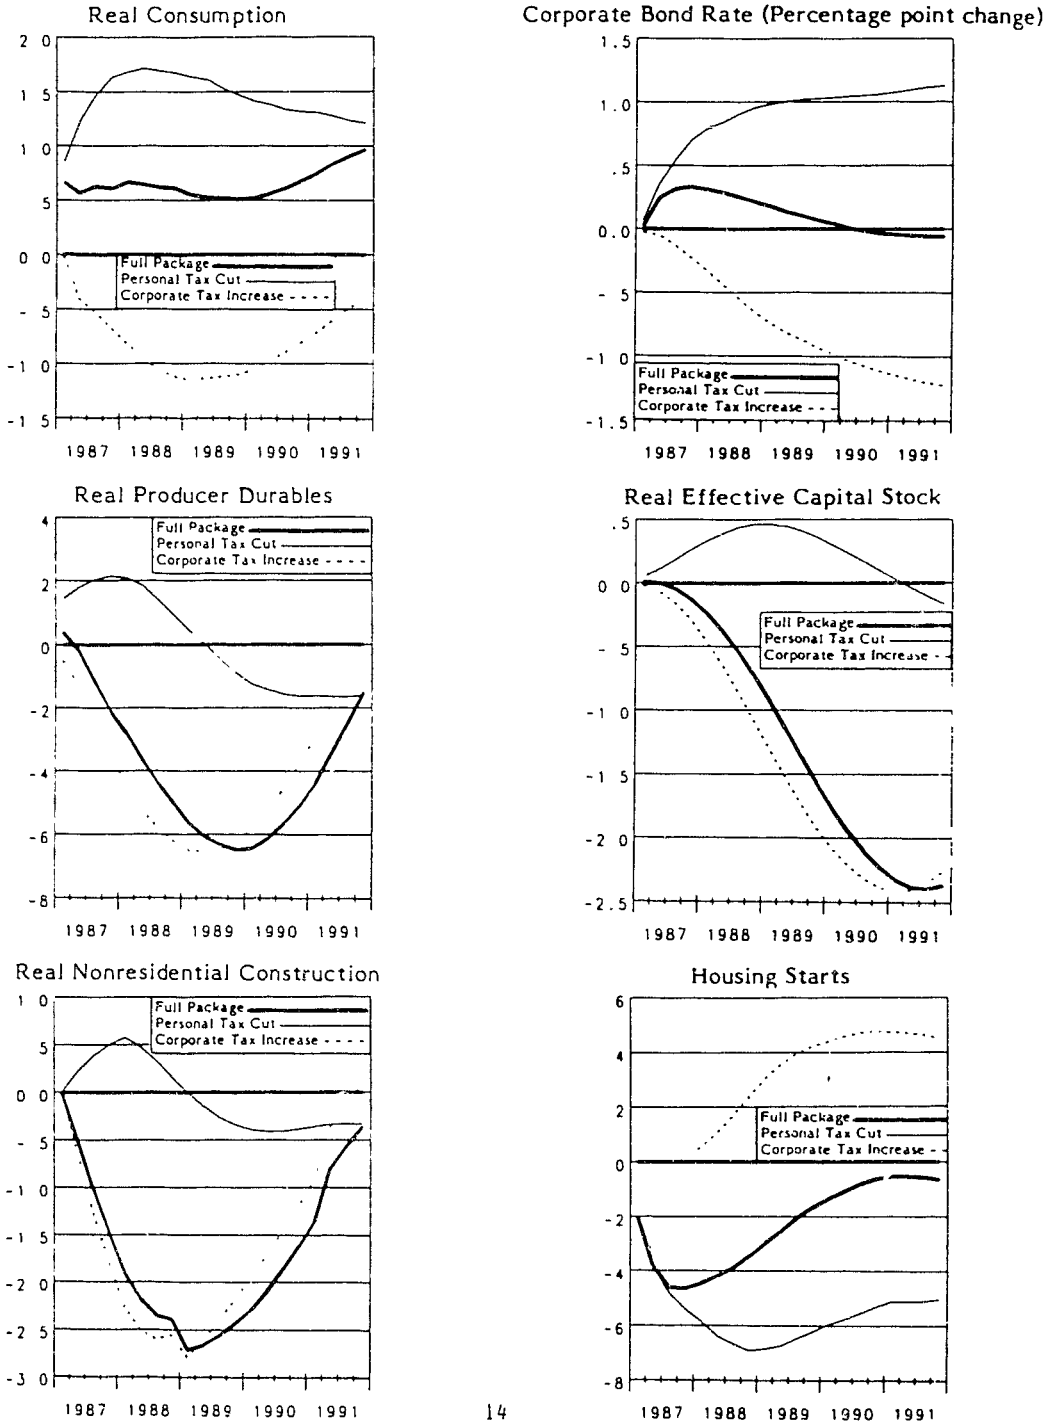 Real Consumption
2 0
1 5
1 0
5
0 0
- 5
-1 0
-1 5
Full Package
Personal Tax Cut
Corporate Tax Increase
1987 1988 1989 1990 1991
Corporate Bond Rate (Percentage point change)
1.5
1.0
.5
0.0
- 5
-1 0
-1.5
Full Package
Personal Tax Cut
Corporate Tax Increase
1987 1988 1989 1990 1991
Real Producer Durables
4
2
0
-2
-4
-6
-8
Full Package
Personal Tax Cut
Corporate Tax Increase
1987 1988 1989 1990 1991
Real Effective Capital Stock
.5
0 0
- 5
-1 0
-1 5
-2 0
-2.5
Full Package
Personal Tax Cut
Corporate Tax Increase
1987 1988 1989 1990 1991
Real Nonresidential Construction
1 0
5
0 0
- 5
-1 0
-1 5
-2 0
-2 5
-3 0
Full Package
Personal Tax Cut
Corporate Tax Increase
1987 1988 1989 1990 1991
Housing Starts
6
4
2
0
-2
-4
-6
-8
Full Package
Personal Tax Cut
Corporate Tax Increase
1987 1988 1989 1990 1991
14